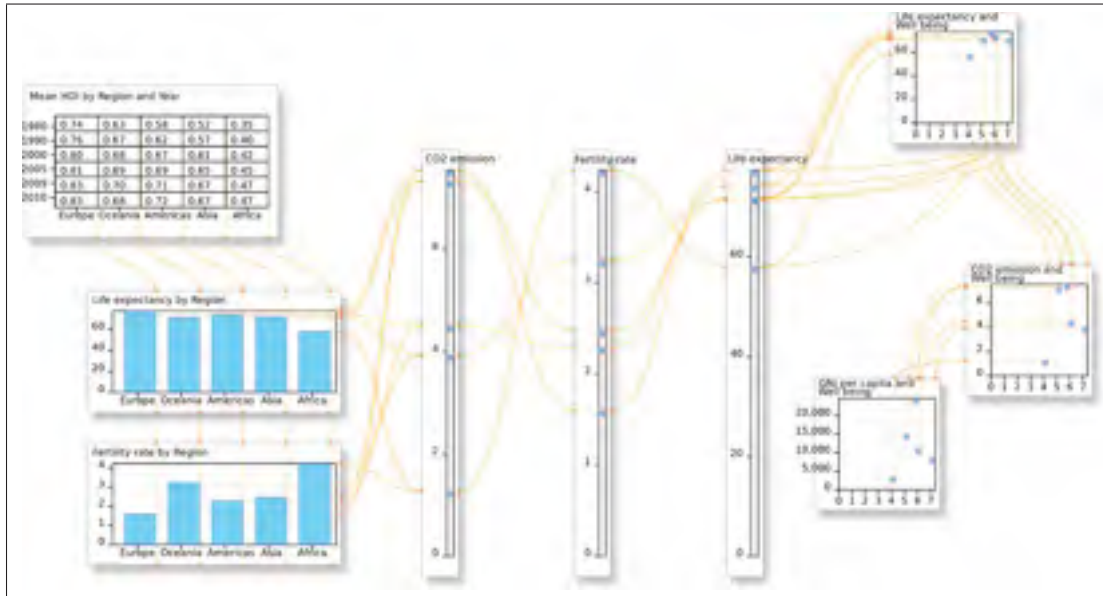 Mean HDI by Region and Year
1980 0.74 0.63 0.58 0.52 0.35
1990 0.76 0.67 0.62 0.57 0.40
2000 0.80 0.68 0.67 0.61 0.42
2005 0.81 0.69 0.69 0.65 0.45
2009 0.83 0.70 0.71 0.67 0.47
2010 0.83 0.68 0.72 0.67 0.47
Europe Oceania Américas Asia Africa
Life expectancy by Region
60
40
20
0
Europe Oceania Américas Asia Africa
Fertility rate by Region
4
3
2
1
0
Europe Oceania Américas Asia Africa
CO2 emission
4
2
0
Fertility rate
4
3
2
1
0
Life expectancy
60
40
20
0
Life expectancy and
Well being
60
40
20
0
0 1 2 3 4 5 6 7
CO2 emission and
Well being
6
4
2
0
0 1 2 3 4 5 6 7
GNI per capita and
Well being
20,000
15,000
10,000
5,000
0
0 1 2 3 4 5 6 7